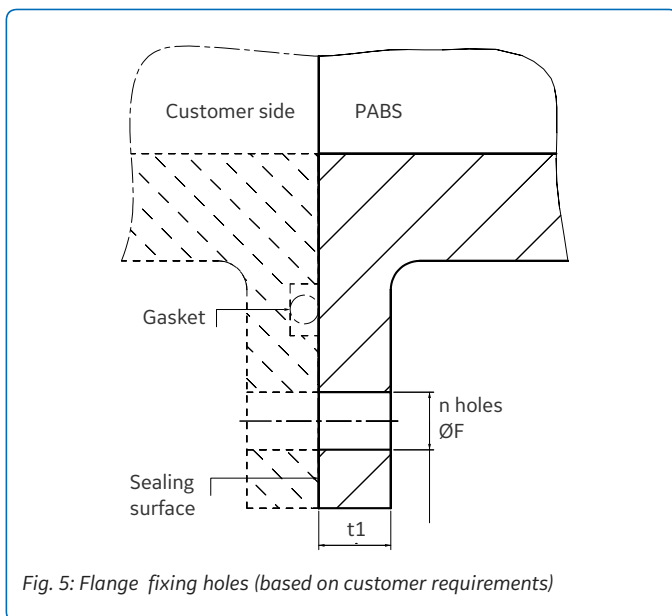 Customer side
PABS
Gasket
n holes
ØF
Sealing
surface
t1
Fig. 5: Flange fixing holes (based on customer requirements)